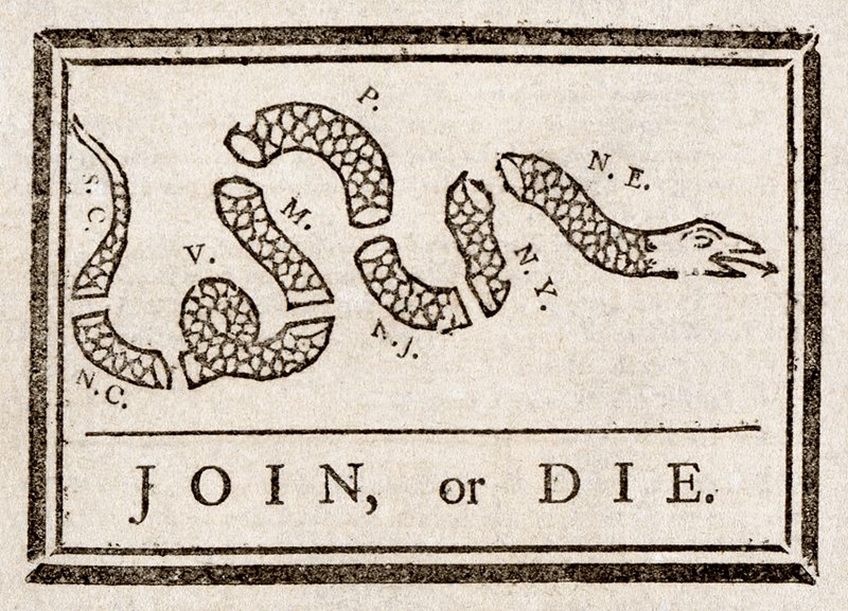 P.
N. E.
S. C.
M.
V.
N. Y.
N. J.
N. C.
JOIN, or DIE.